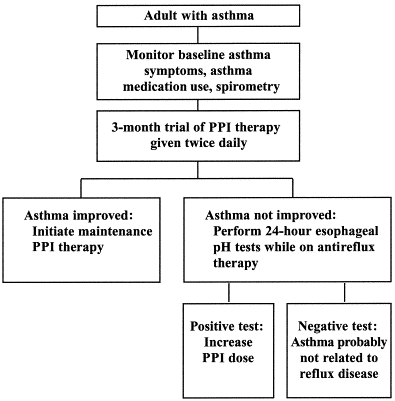 Adult with asthma
Monitor baseline asthma
symptoms, asthma
medication use, spirometry
3-month trial of PPI therapy
given twice daily
Asthma improved:
Initiate maintenance
PPI therapy
Asthma not improved:
Perform 24-hour esophageal
pH tests while on antireflux
therapy
Positive test:
Increase
PPI dose
Negative test:
Asthma probably
not related to
reflux disease